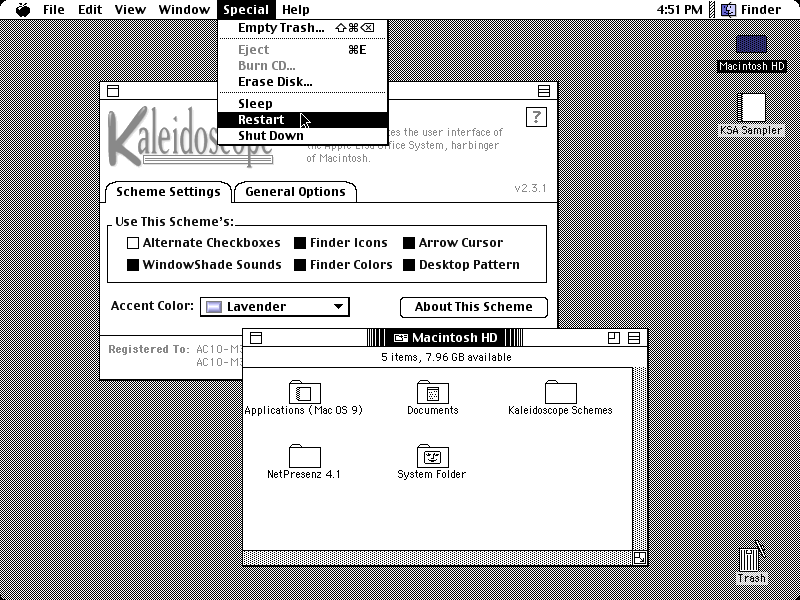 File Edit View Window Special Help 4:51 PM Finder
Empty Trash... ⇧⌘⌫
Eject ⌘E
Burn CD...
Erase Disk...
Sleep
Restart
Shut Down
Macintosh HD
KSA Sampler
Kaleidoscope
?
the user interface of
the Apple Lisa Office System, harbinger
of Macintosh.
Scheme Settings General Options v2.3.1
Use This Scheme's:
Alternate Checkboxes Finder Icons Arrow Cursor
WindowShade Sounds Finder Colors Desktop Pattern
Accent Color: Lavender About This Scheme
Registered To: AC10-M3
AC10-M3
Macintosh HD
5 items, 7.96 GB available
Applications (Mac OS 9) Documents Kaleidoscope Schemes
NetPresenz 4.1 System Folder
Trash